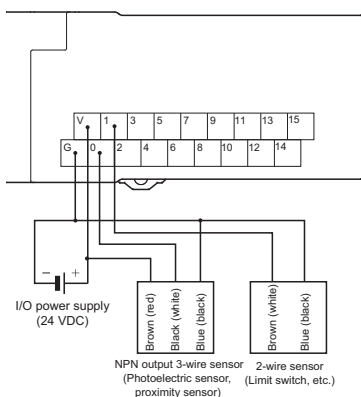 V 1 3 5 7 9 11 13 15
G 0 2 4 6 8 10 12 14
− +
I/O power supply
(24 VDC)
Brown (red)
Black (white)
Blue (black)
Brown (white)
Blue (black)
NPN output 3-wire sensor
(Photoelectric sensor,
proximity sensor)
2-wire sensor
(Limit switch, etc.)